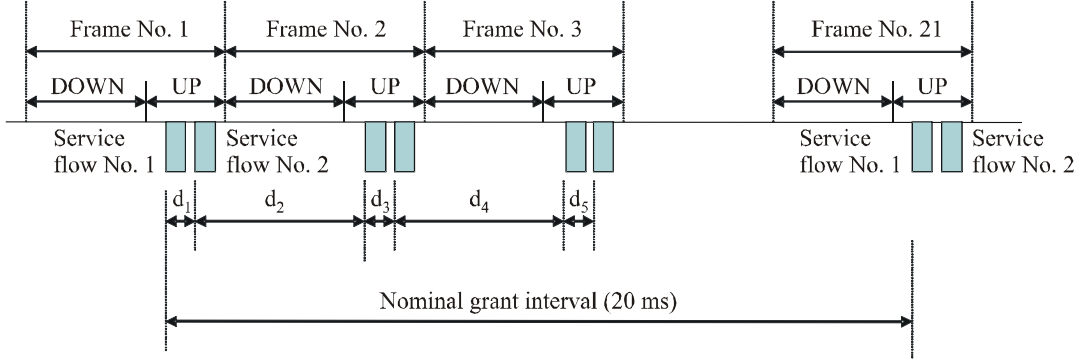 Frame No. 1 Frame No. 2 Frame No. 3 Frame No. 21
DOWN UP DOWN UP DOWN UP DOWN UP
Service flow No. 1
Service flow No. 2
Service flow No. 1
Service flow No. 2
d1 d2 d3 d4 d5
Nominal grant interval (20 ms)